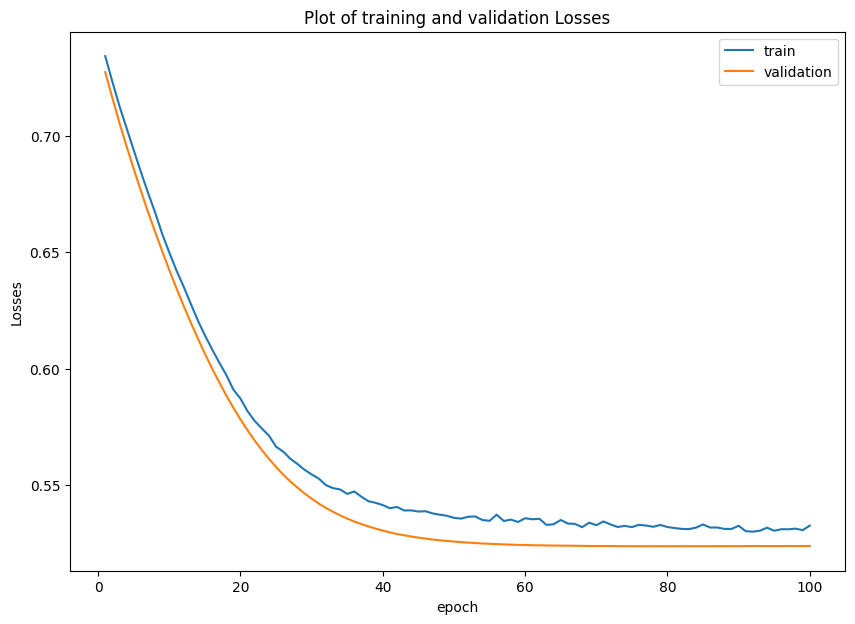 Plot of training and validation Losses
train
validation
0.70
0.65
0.60
0.55
Losses
0
20
40
60
80
100
epoch